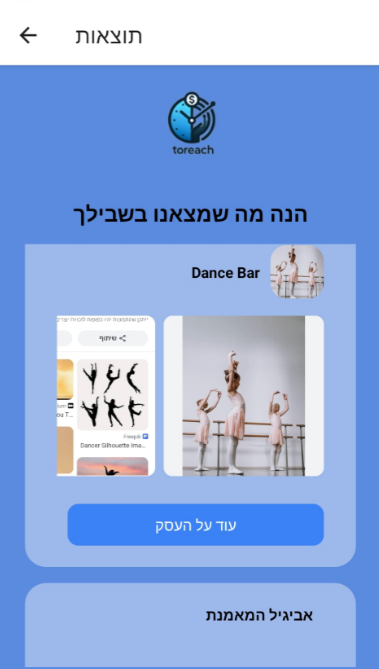 תוצאות
toreach
הנה מה שמצאנו בשבילך
Dance Bar
שיתוף
Freepik
Dancer Silhouette Ima...
עוד על העסק
אביגיל המאמנת